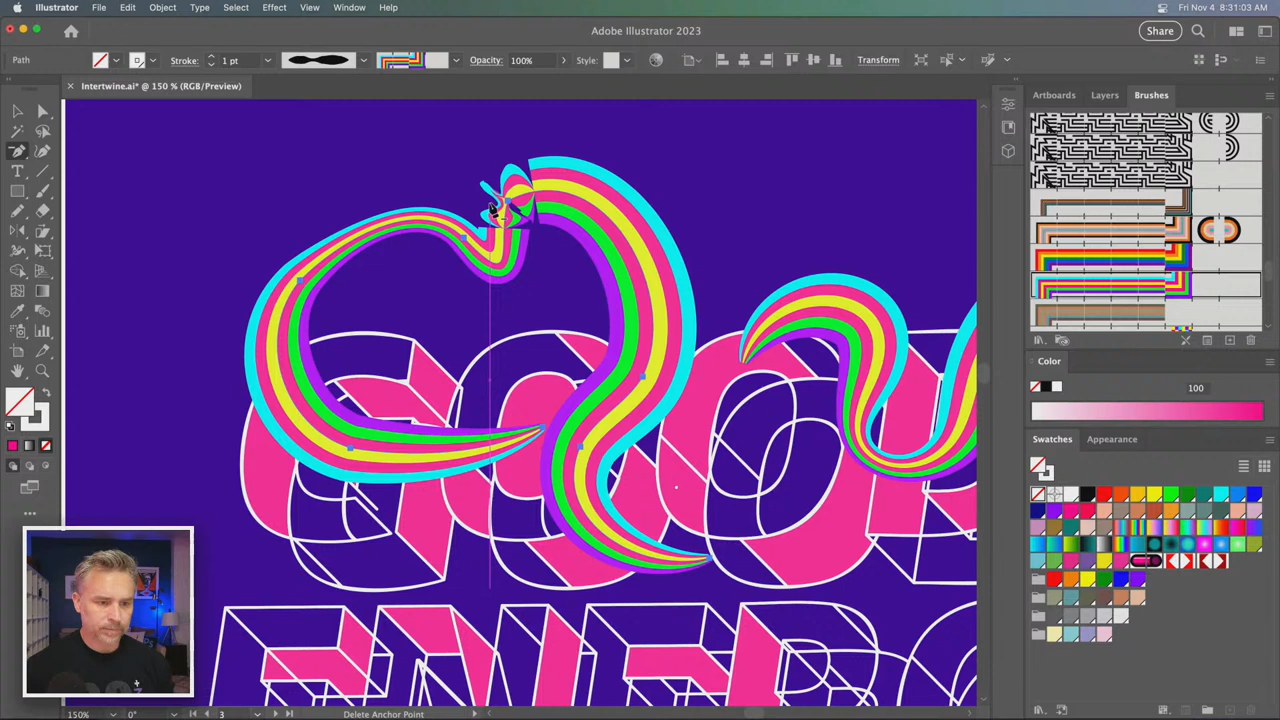 Illustrator File Edit Object Type Select Effect View Window Help
Fri Nov 4 8:31:03 AM
Adobe Illustrator 2023
Share
Path
Stroke:
1 pt
Opacity:
100%
Style:
Transform
Intertwine.ai* @ 150 % (RGB/Preview)
Artboards
Layers
Brushes
Color
100
Swatches
Appearance
150%
0°
3
Delete Anchor Point